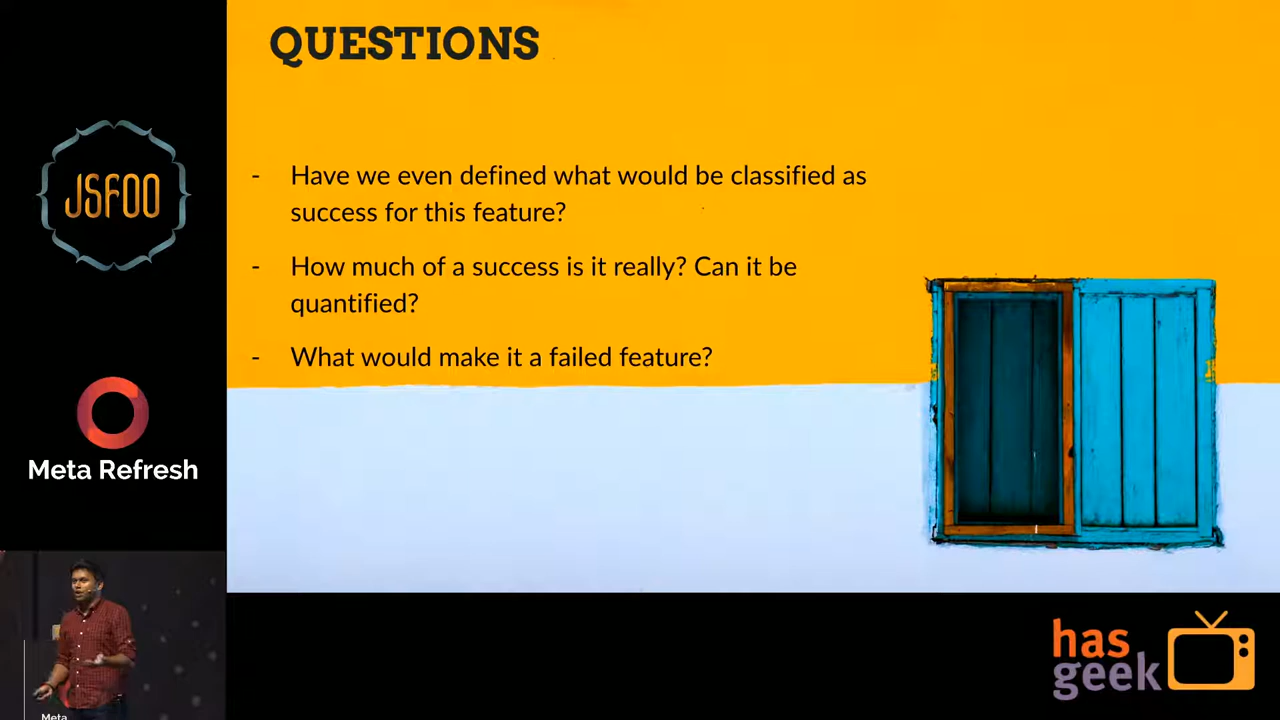 QUESTIONS
- Have we even defined what would be classified as
success for this feature?
- How much of a success is it really? Can it be
quantified?
- What would make it a failed feature?
JSFOO
Meta Refresh
Meta
has
geek